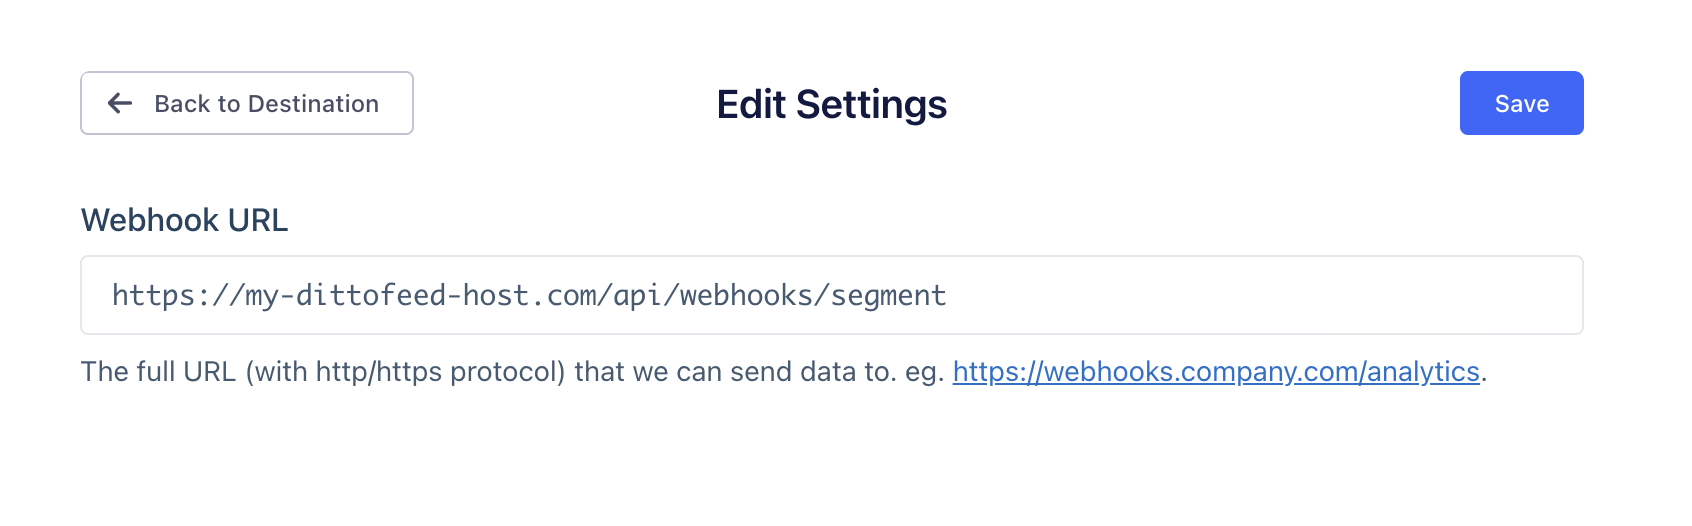 Back to Destination
Edit Settings
Save
Webhook URL
https://my-dittofeed-host.com/api/webhooks/segment
The full URL (with http/https protocol) that we can send data to. eg. https://webhooks.company.com/analytics.